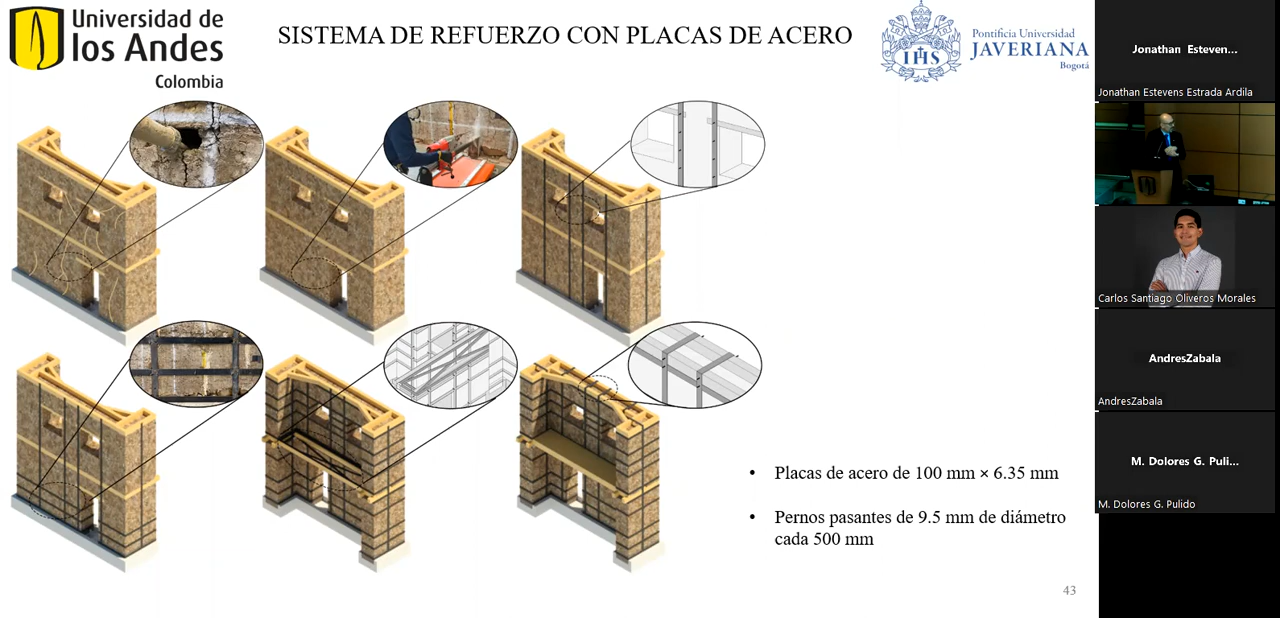 Universidad de
los Andes
Colombia
SISTEMA DE REFUERZO CON PLACAS DE ACERO
IHS
Pontificia Universidad
JAVERIANA
Bogotá
• Placas de acero de 100 mm × 6.35 mm
• Pernos pasantes de 9.5 mm de diámetro
cada 500 mm
43
Jonathan Esteven...
Jonathan Estevens Estrada Ardila
Carlos Santiago Oliveros Morales
AndresZabala
AndresZabala
M. Dolores G. Puli...
M. Dolores G. Pulido